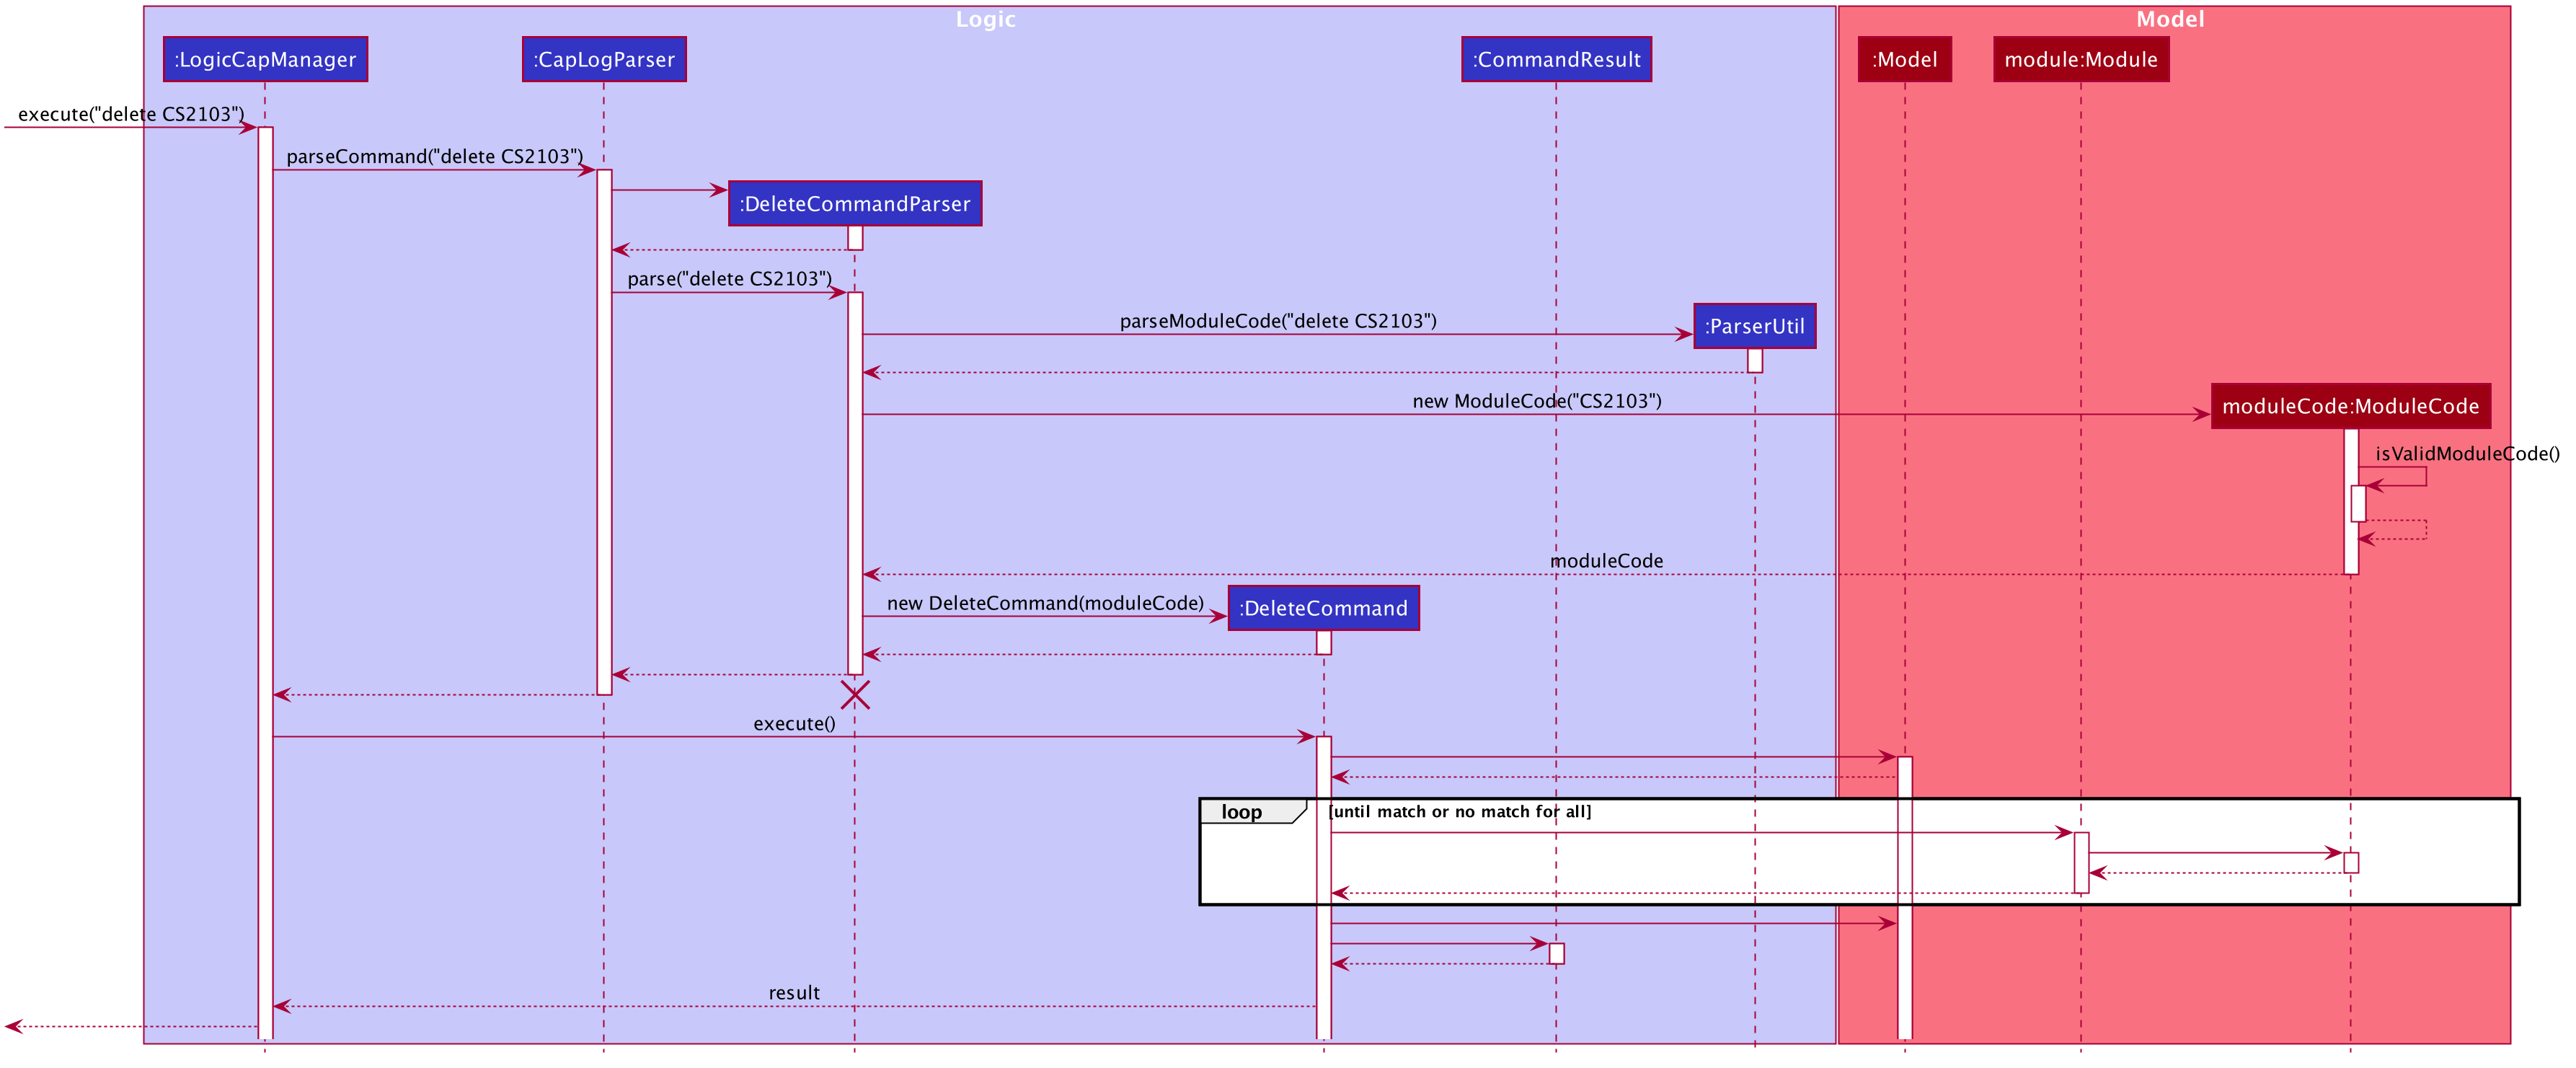 Logic
Model
:LogicCapManager
:CapLogParser
:CommandResult
:Model
module:Module
execute("delete CS2103")
parseCommand("delete CS2103")
:DeleteCommandParser
parse("delete CS2103")
parseModuleCode("delete CS2103")
:ParserUtil
new ModuleCode("CS2103")
moduleCode:ModuleCode
isValidModuleCode()
moduleCode
new DeleteCommand(moduleCode)
:DeleteCommand
execute()
loop
[until match or no match for all]
result